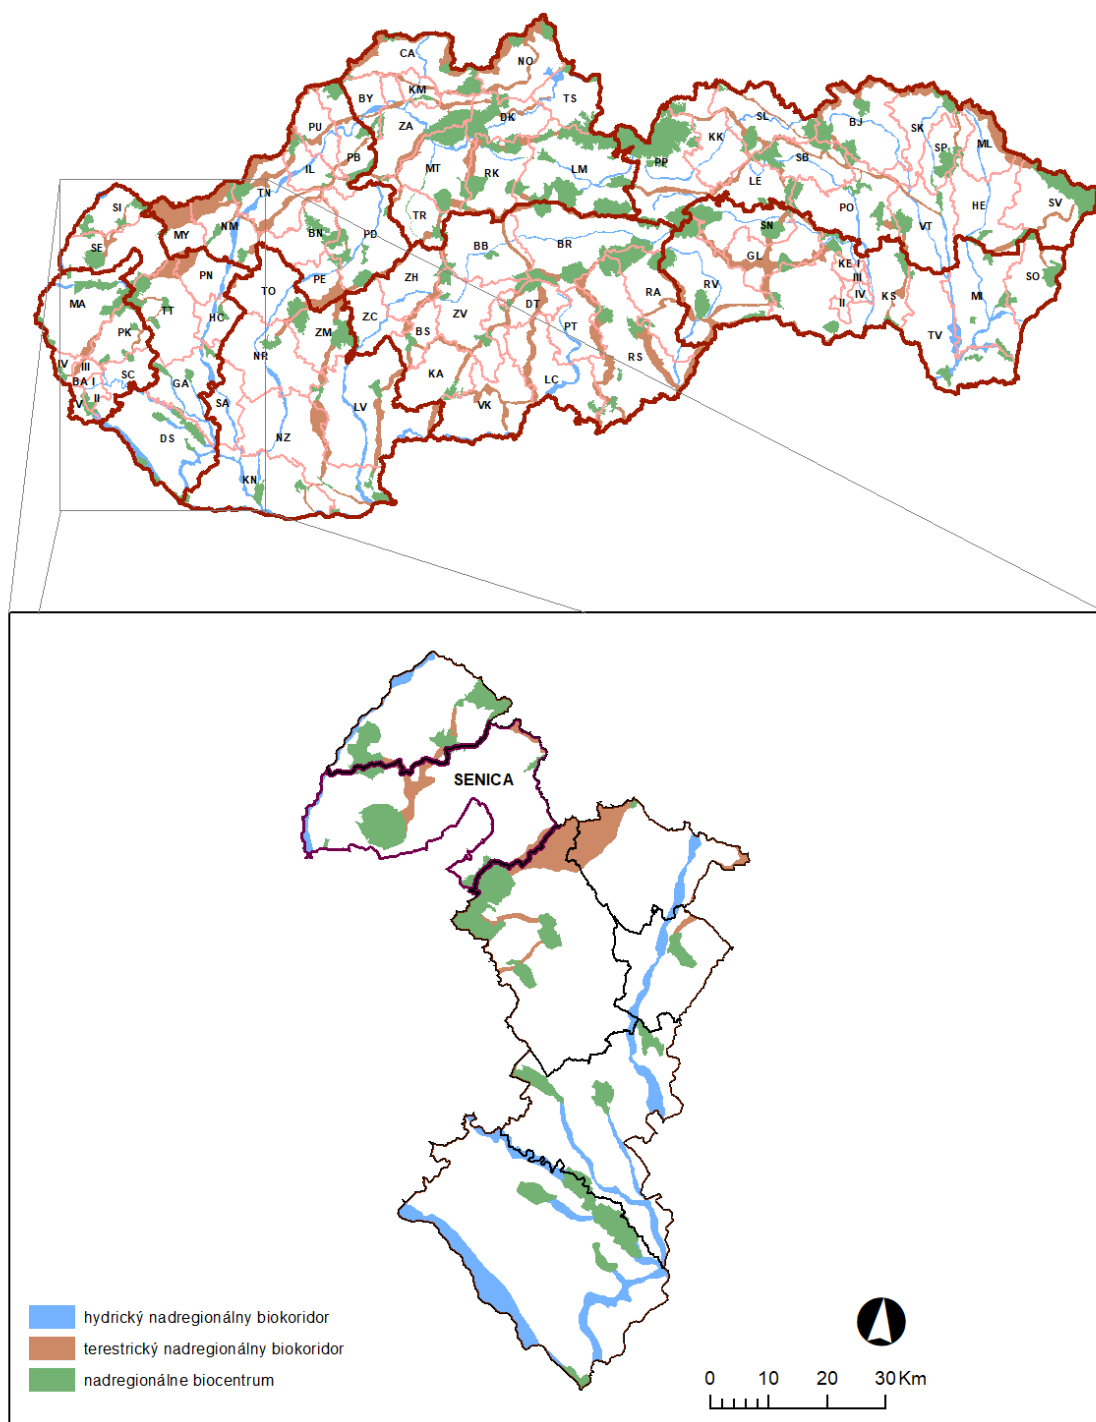 CA
NO
BY
KM
TS
PU
ZA
DK
PB
IL
MT
RK
LM
PP
KK
SL
BJ
SK
SP
ML
SB
LE
PO
VT
HE
SV
TN
SI
SE
MY
NM
BN
PD
TR
BB
BR
SN
GL
KE I
III
IV
II
KS
SO
MI
TV
PN
TO
PE
ZH
RV
RA
MA
TT
HC
ZM
ZC
BS
ZV
DT
PT
RS
PK
NR
KA
LC
IV
III
BA I
SC
GA
II
V
SA
LV
VK
DS
NZ
KN
SENICA
hydrický nadregionálny biokoridor
terestrický nadregionálny biokoridor
nadregionálne biocentrum
0 10 20 30 Km